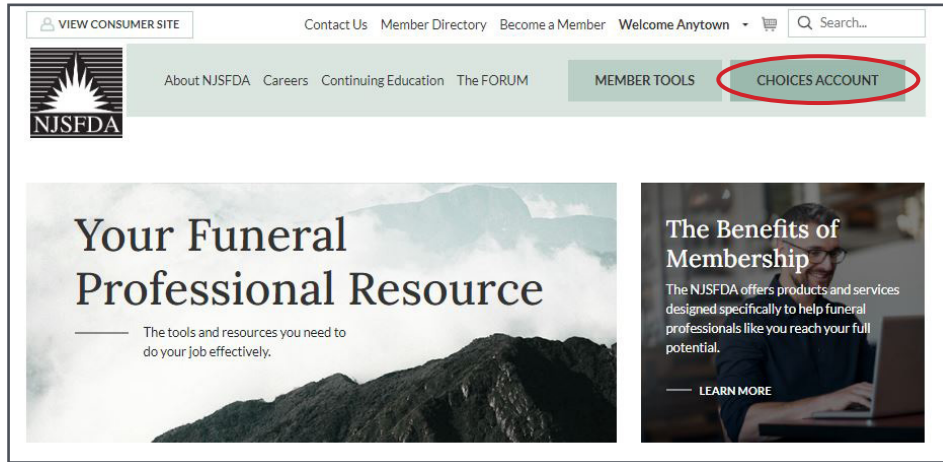 VIEW CONSUMER SITE
Contact Us Member Directory Become a Member Welcome Anytown
Search...
NJSFDA
About NJSFDA Careers Continuing Education The FORUM
MEMBER TOOLS
CHOICES ACCOUNT
Your Funeral
Professional Resource
The tools and resources you need to
do your job effectively.
The Benefits of
Membership
The NJSFDA offers products and services
designed specifically to help funeral
professionals like you reach your full
potential.
LEARN MORE